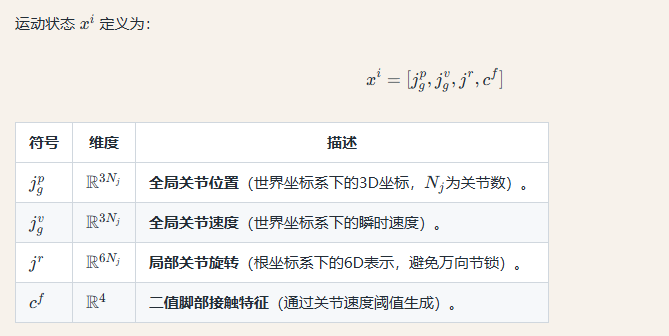 运动状态 xⁱ 定义为：
xⁱ = [j_g^p, j_g^v, j^r, c^f]
符号 维度 描述
j_g^p ℝ^{3N_j} 全局关节位置（世界坐标系下的3D坐标，N_j为关节数）。
j_g^v ℝ^{3N_j} 全局关节速度（世界坐标系下的瞬时速度）。
j^r ℝ^{6N_j} 局部关节旋转（根坐标系下的6D表示，避免万向节锁）。
c^f ℝ^4 二值脚部接触特征（通过关节速度阈值生成）。